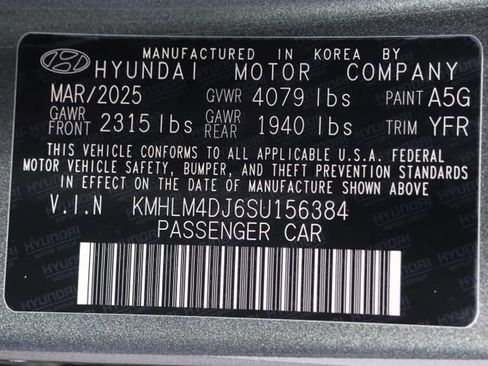 MANUFACTURED IN KOREA BY
HYUNDAI MOTOR COMPANY
MAR/2025 GVWR 4079 lbs PAINT A5G
GAWR FRONT 2315 lbs GAWR REAR 1940 lbs TRIM YFR
THIS VEHICLE CONFORMS TO ALL APPLICABLE U.S. FEDERAL
MOTOR VEHICLE SAFETY, BUMPER, AND THEFT PREVENTION STANDARDS
IN EFFECT ON THE DATE OF MANUFACTURE SHOWN ABOVE.
V.I.N KMHLM4DJ6SU156384
PASSENGER CAR